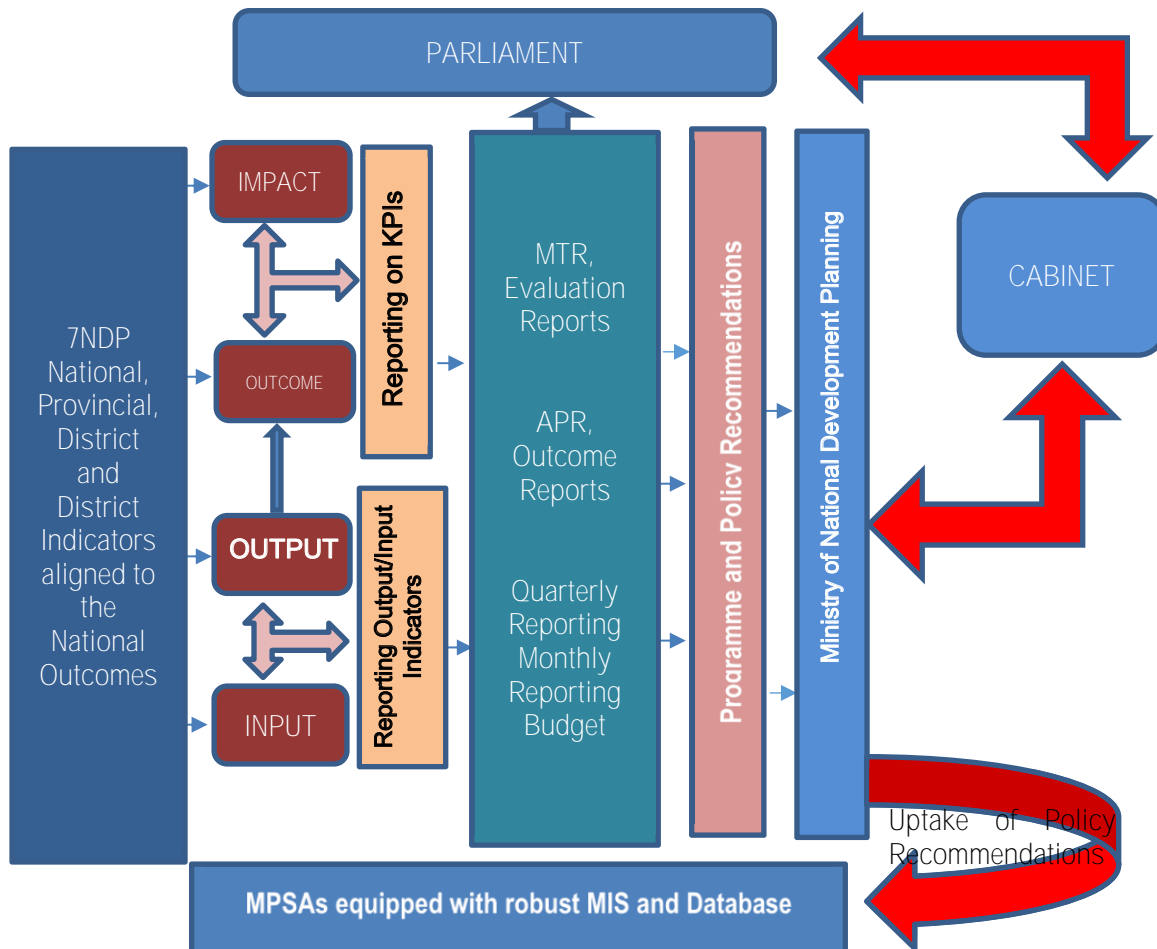 PARLIAMENT
7NDP
National,
Provincial,
District
and
District
Indicators
aligned to
the
National
Outcomes
IMPACT
OUTCOME
OUTPUT
INPUT
Reporting on KPIs
Reporting Output/Input
Indicators
MTR,
Evaluation
Reports
APR,
Outcome
Reports
Quarterly
Reporting
Monthly
Reporting
Budget
Programme and Policy Recommendations
Ministry of National Development Planning
CABINET
Uptake of Policy
Recommendations
MPSAs equipped with robust MIS and Database